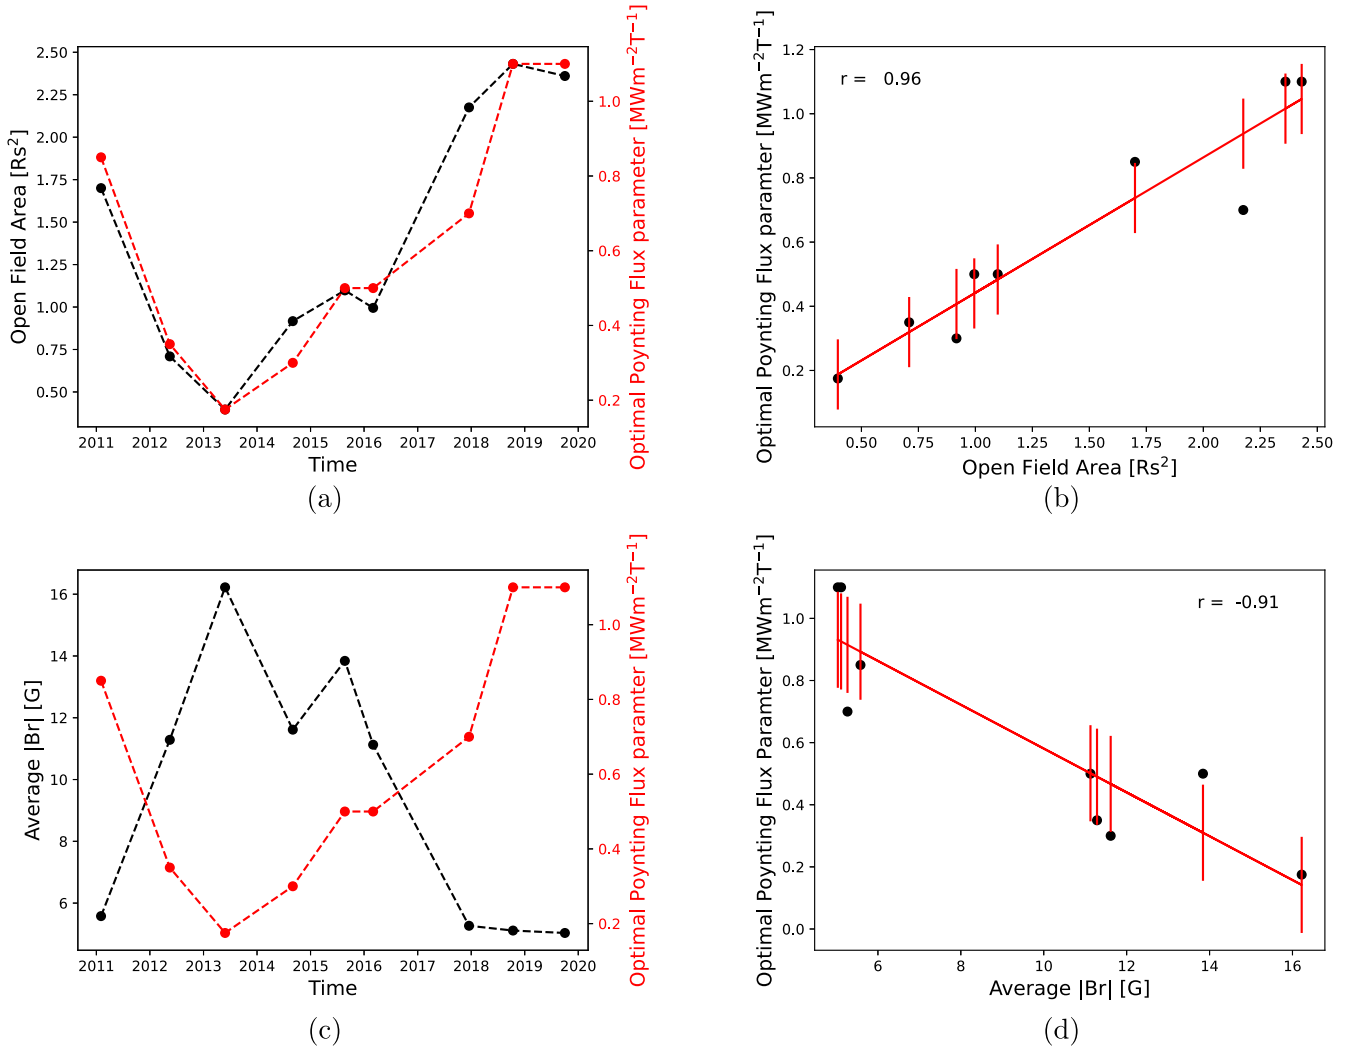 2.50
2.25
2.00
1.75
1.50
1.25
1.00
0.75
0.50
Open Field Area [Rs²]
2011 2012 2013 2014 2015 2016 2017 2018 2019 2020
Time
1.0
0.8
0.6
0.4
0.2
Optimal Poynting Flux parameter [MWm⁻²T⁻¹]
(a)
Optimal Poynting Flux paramter [MWm⁻²T⁻¹]
1.2
1.0
0.8
0.6
0.4
0.2
r = 0.96
0.50 0.75 1.00 1.25 1.50 1.75 2.00 2.25 2.50
Open Field Area [Rs²]
(b)
16
14
12
10
8
6
Average |Br| [G]
2011 2012 2013 2014 2015 2016 2017 2018 2019 2020
Time
1.0
0.8
0.6
0.4
0.2
Optimal Poynting Flux paramter [MWm⁻²T⁻¹]
(c)
Optimal Poynting Flux Paramter [MWm⁻²T⁻¹]
1.0
0.8
0.6
0.4
0.2
0.0
r = -0.91
6 8 10 12 14 16
Average |Br| [G]
(d)